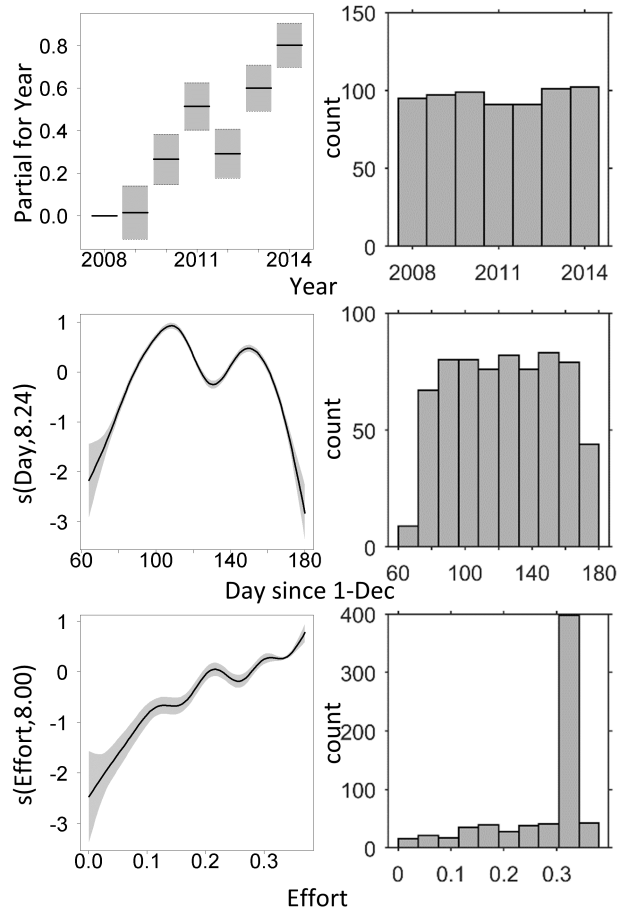 Partial for Year
0.8
0.6
0.4
0.2
0.0
2008 2011 2014
count
150
100
50
0
2008 2011 2014
Year
s(Day,8.24)
1
0
-1
-2
-3
60 100 140 180
count
100
50
0
60 100 140 180
Day since 1-Dec
s(Effort,8.00)
1
0
-1
-2
-3
0.0 0.1 0.2 0.3
count
400
300
200
100
0
0 0.1 0.2 0.3
Effort